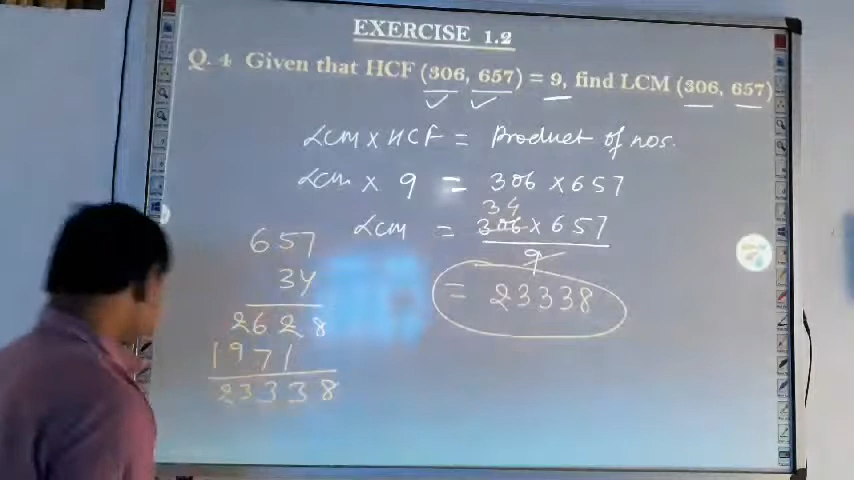 EXERCISE 1.2
Q. 4 Given that HCF (306, 657) = 9, find LCM (306, 657)
LCM × HCF = Product of nos.
LCM × 9 = 306 × 657
34
LCM = 306 × 657
9
= 23338
657
34
2628
1971
23338